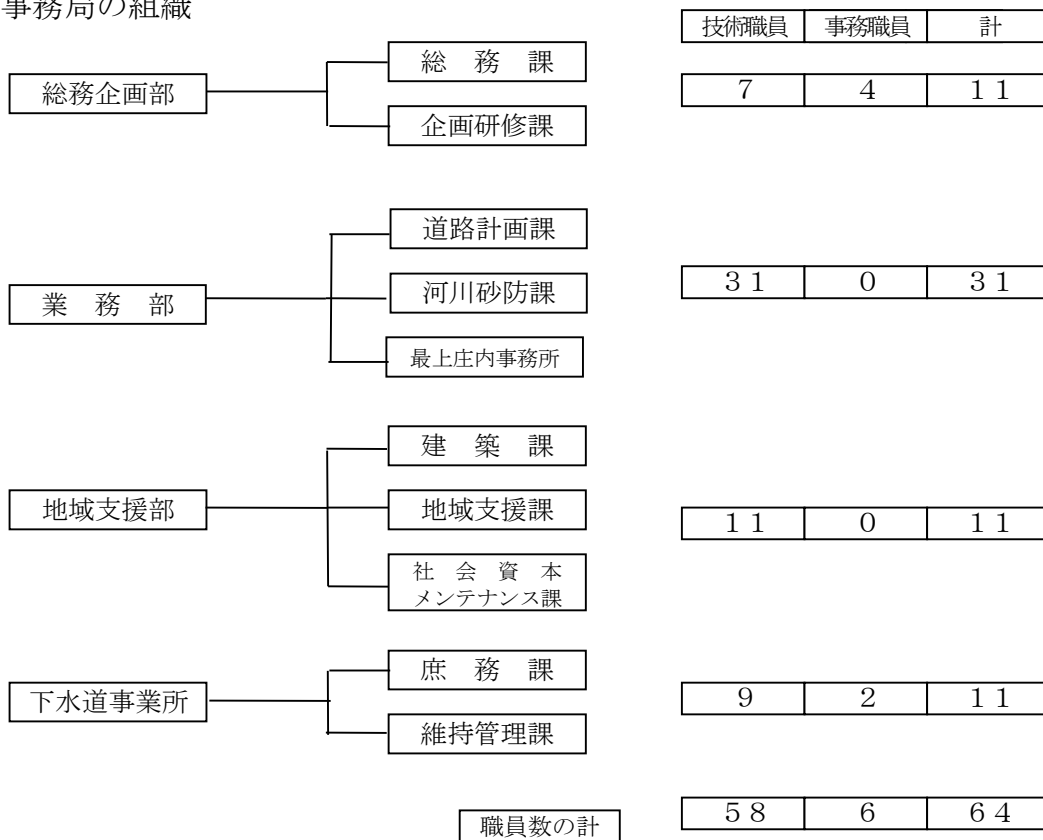 事務局の組織
技術職員 事務職員 計
総務企画部
総　務　課
企画研修課
７ ４ １１
業　務　部
道路計画課
河川砂防課
最上庄内事務所
３１ ０ ３１
地域支援部
建　築　課
地域支援課
社　会　資　本
メンテナンス課
１１ ０ １１
下水道事業所
庶　務　課
維持管理課
９ ２ １１
職員数の計
５８ ６ ６４